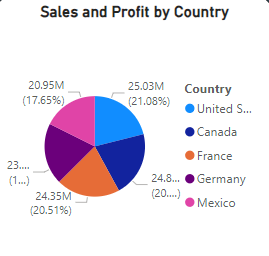 Sales and Profit by Country
20.95M
(17.65%)
25.03M
(21.08%)
23....
(1...)
24.8...
(20....)
24.35M
(20.51%)
Country
United S...
Canada
France
Germany
Mexico